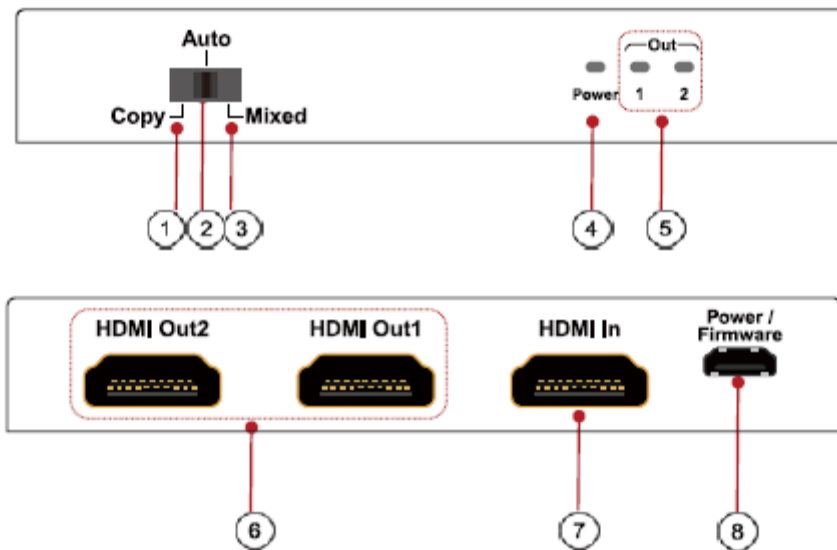 Auto
Copy
Mixed
Out
Power
1
2
1
2
3
4
5
HDMI Out2
HDMI Out1
HDMI In
Power /
Firmware
6
7
8